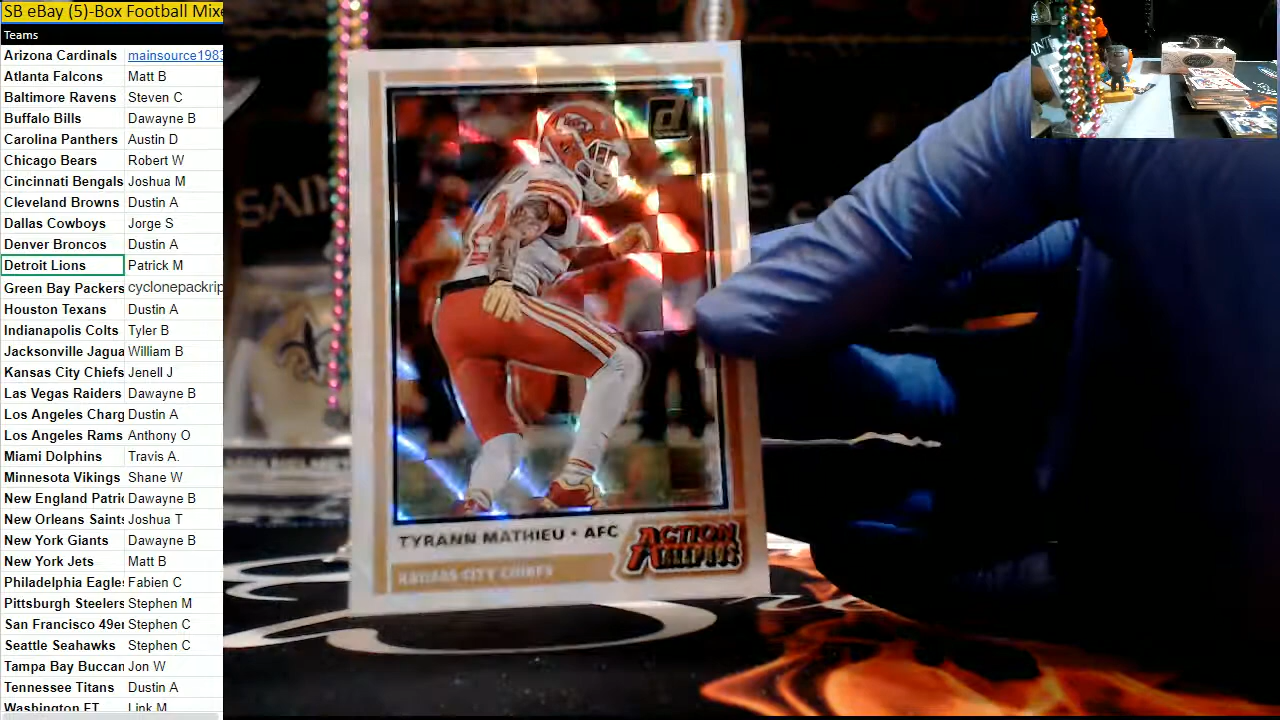 SB eBay (5)-Box Football Mixe
Teams
Arizona Cardinals mainsource1983
Atlanta Falcons Matt B
Baltimore Ravens Steven C
Buffalo Bills Dawayne B
Carolina Panthers Austin D
Chicago Bears Robert W
Cincinnati Bengals Joshua M
Cleveland Browns Dustin A
Dallas Cowboys Jorge S
Denver Broncos Dustin A
Detroit Lions Patrick M
Green Bay Packers cyclonepackrip
Houston Texans Dustin A
Indianapolis Colts Tyler B
Jacksonville Jagua William B
Kansas City Chiefs Jenell J
Las Vegas Raiders Dawayne B
Los Angeles Charg Dustin A
Los Angeles Rams Anthony O
Miami Dolphins Travis A.
Minnesota Vikings Shane W
New England Patri Dawayne B
New Orleans Saints Joshua T
New York Giants Dawayne B
New York Jets Matt B
Philadelphia Eagle Fabien C
Pittsburgh Steelers Stephen M
San Francisco 49er Stephen C
Seattle Seahawks Stephen C
Tampa Bay Buccan Jon W
Tennessee Titans Dustin A
Washington FT Link M
SAIN
d
TYRANN MATHIEU • AFC
KANSAS CITY CHIEFS
ACTION
ALL-PROS